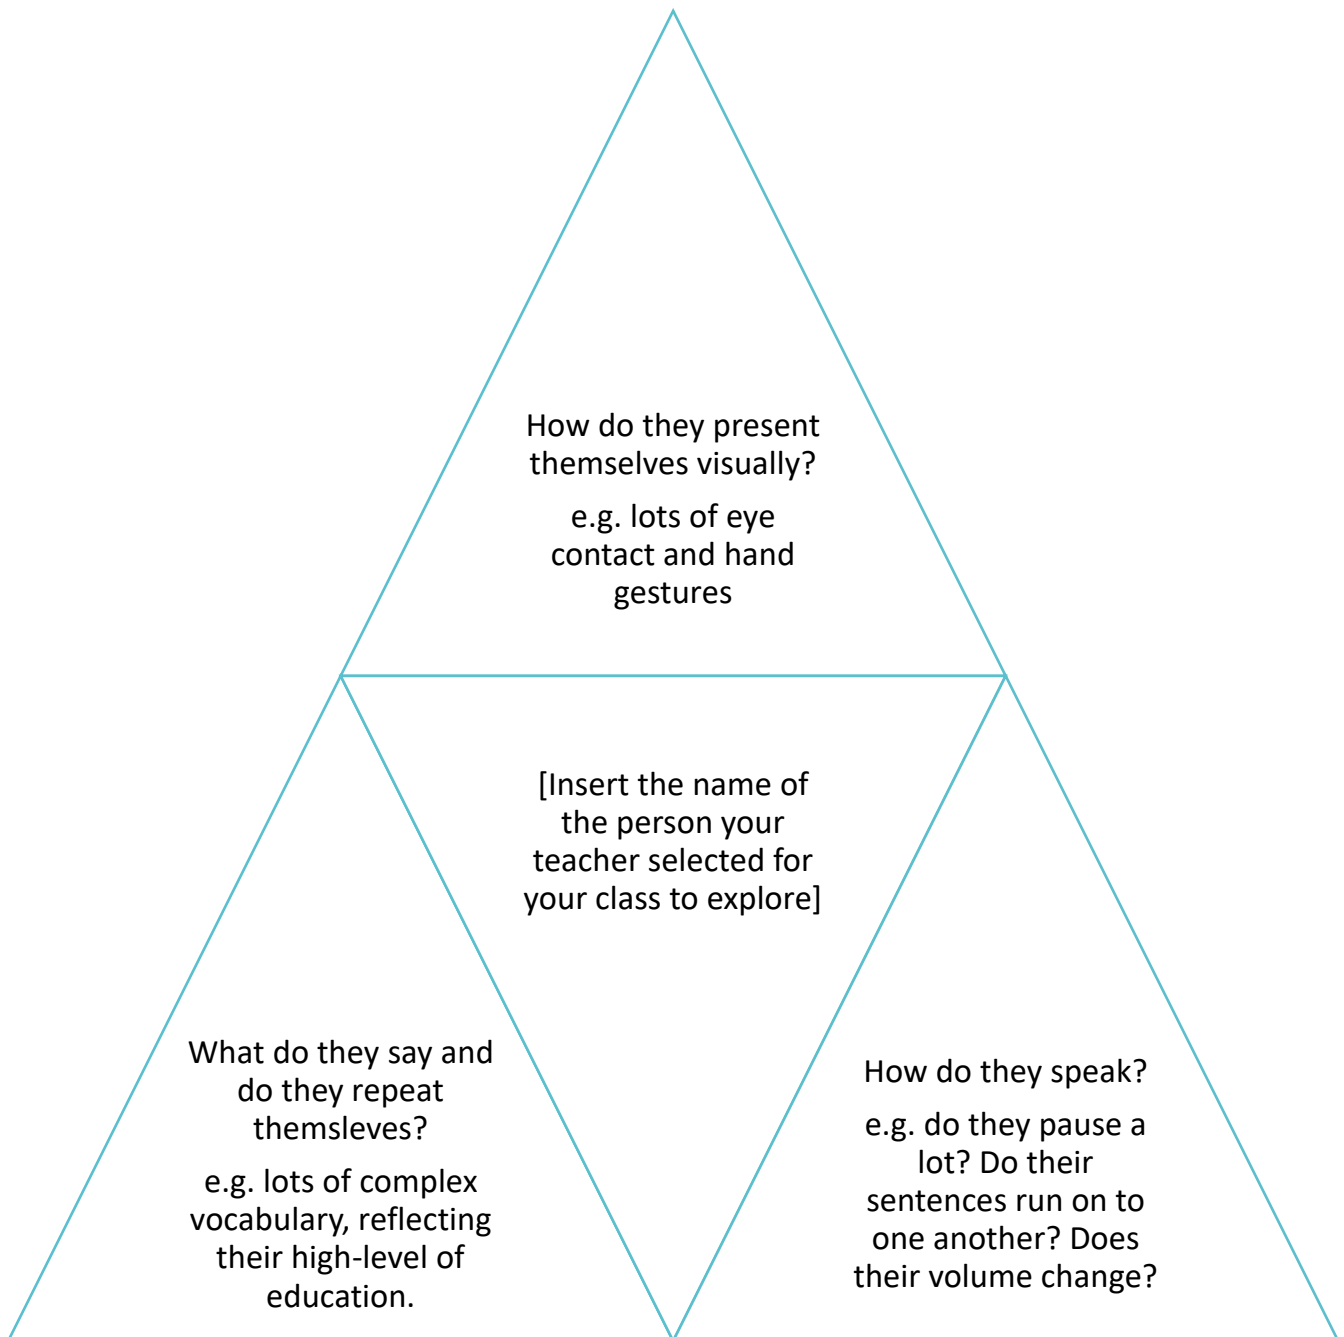 How do they present
themselves visually?
e.g. lots of eye
contact and hand
gestures
[Insert the name of
the person your
teacher selected for
your class to explore]
What do they say and
do they repeat
themsleves?
e.g. lots of complex
vocabulary, reflecting
their high-level of
education.
How do they speak?
e.g. do they pause a
lot? Do their
sentences run on to
one another? Does
their volume change?